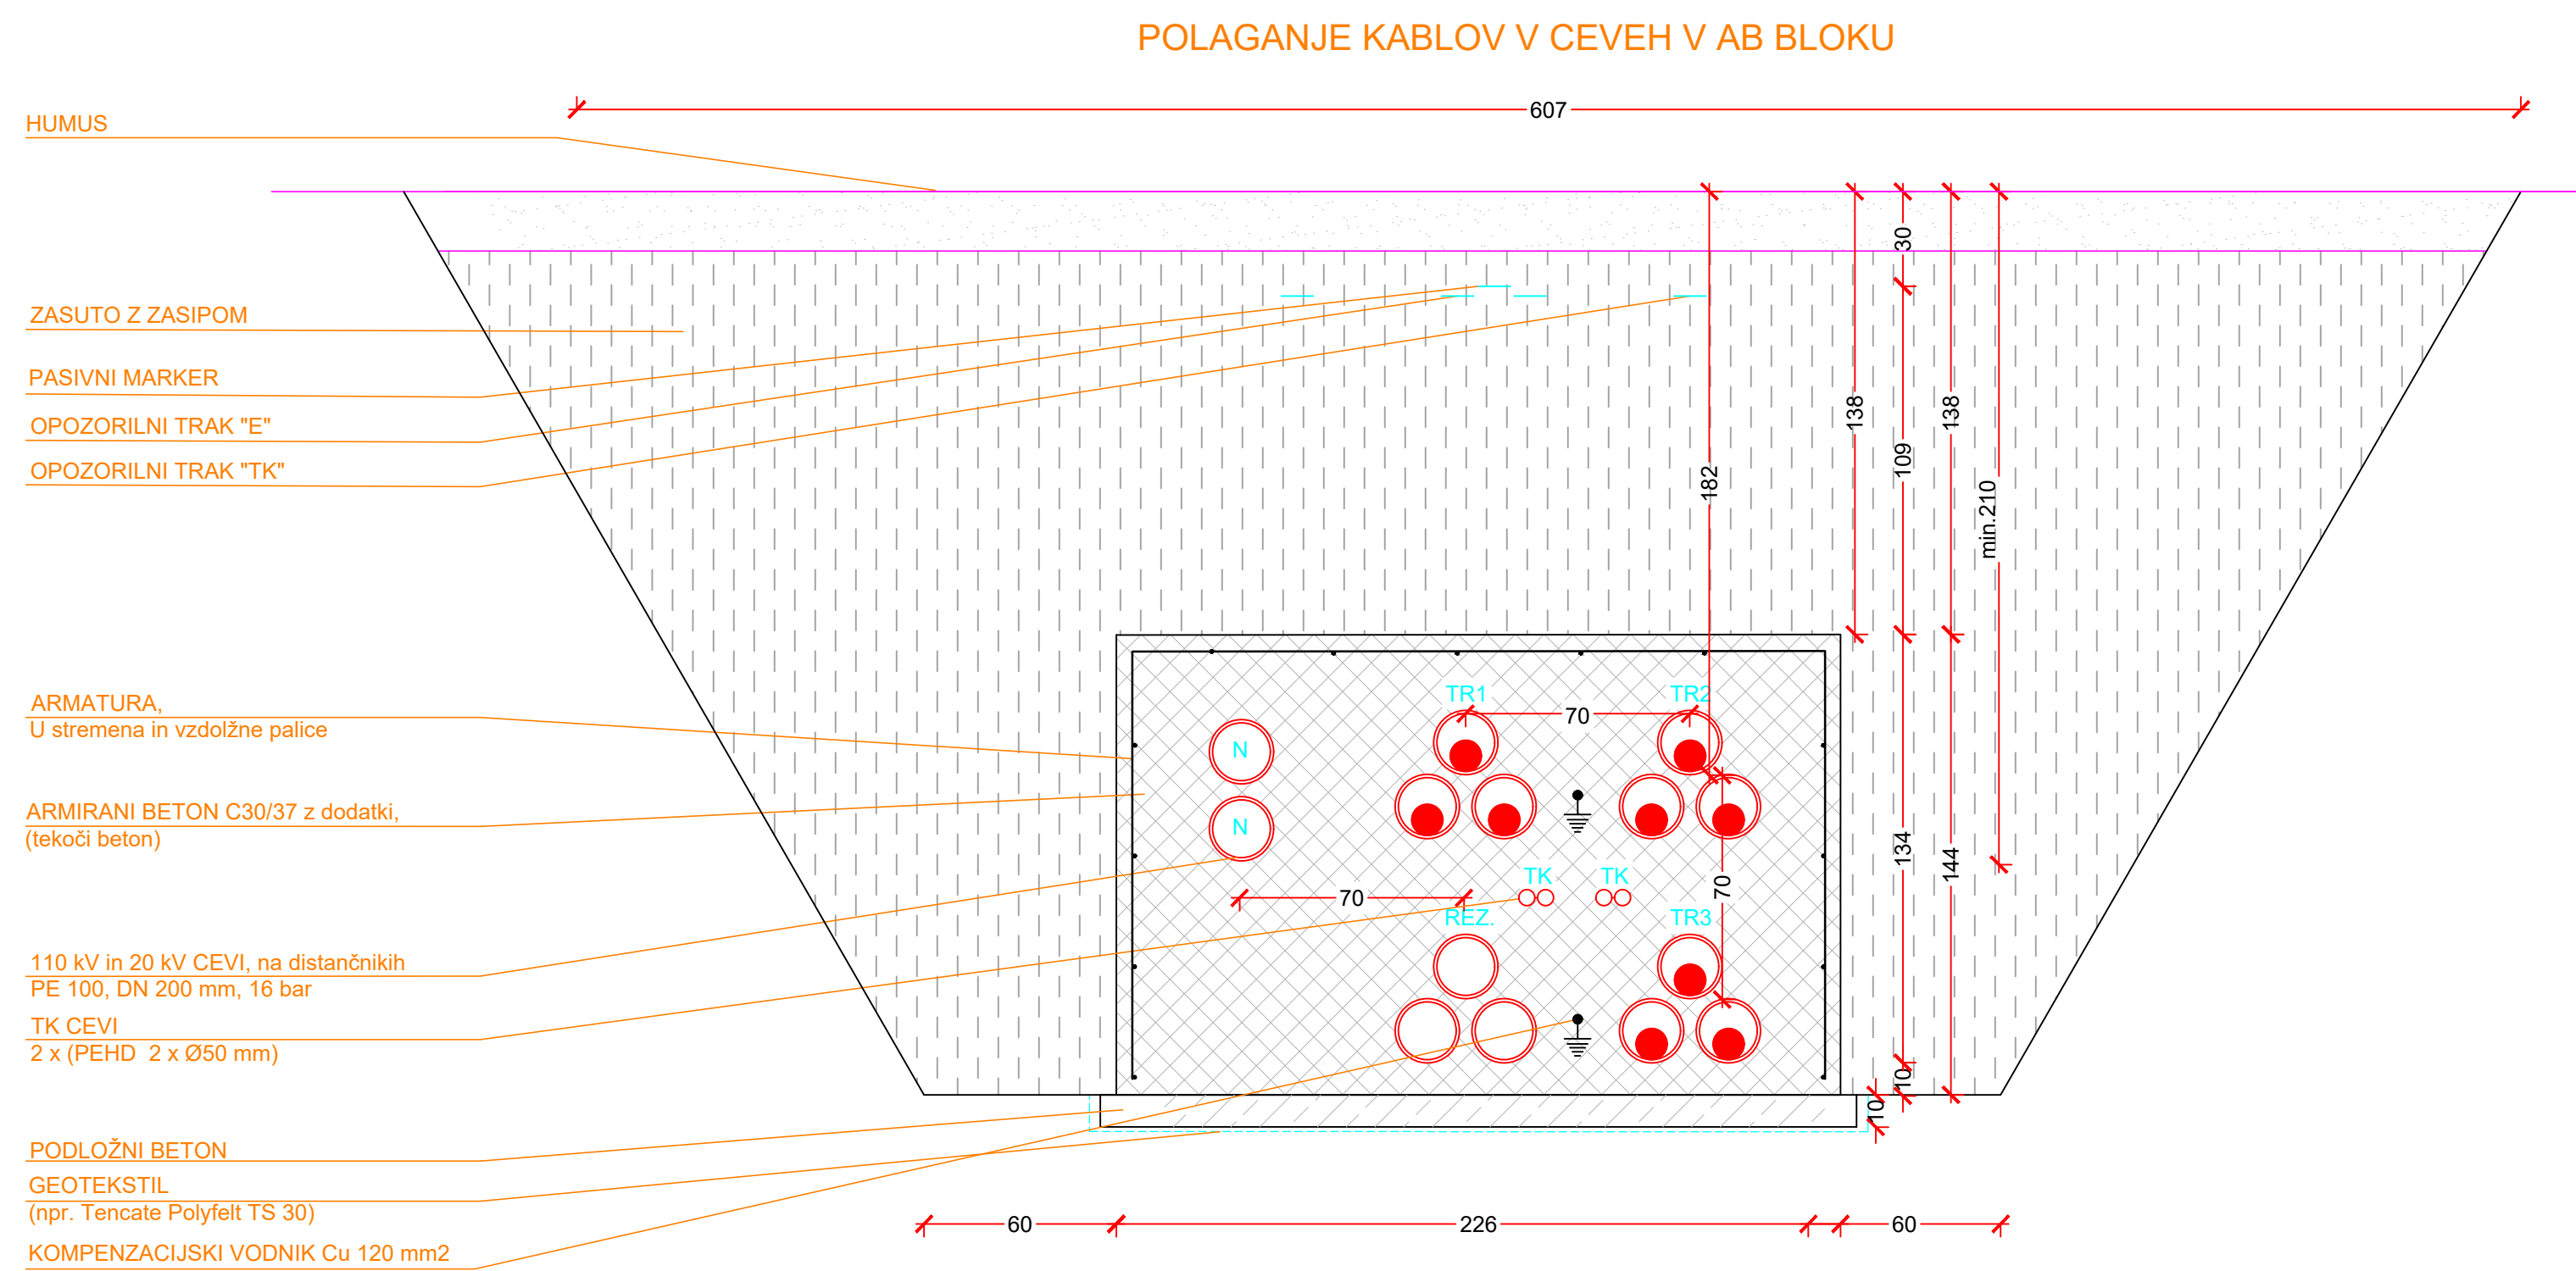 POLAGANJE KABLOV V CEVEH V AB BLOKU
607
HUMUS
30
ZASUTO Z ZASIPOM
PASIVNI MARKER
OPOZORILNI TRAK "E"
OPOZORILNI TRAK "TK"
138
138
109
182
min.210
ARMATURA,
U stremena in vzdolžne palice
TR1
TR2
70
N
ARMIRANI BETON C30/37 z dodatki,
(tekoči beton)
N
134
144
TK
TK
70
70
REZ.
TR3
110 kV in 20 kV CEVI, na distančnikih
PE 100, DN 200 mm, 16 bar
TK CEVI
2 x (PEHD  2 x Ø50 mm)
10
10
PODLOŽNI BETON
GEOTEKSTIL
(npr. Tencate Polyfelt TS 30)
60
226
60
KOMPENZACIJSKI VODNIK Cu 120 mm2